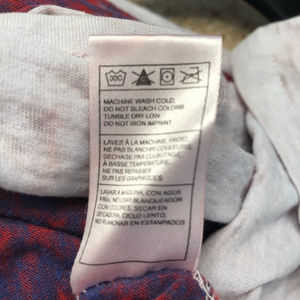 30C
MACHINE WASH COLD
DO NOT BLEACH COLORS
TUMBLE DRY LOW
DO NOT IRON IMPRINT
LAVER À LA MACHINE, FROID
NE PAS BLANCHIR COULEURS
SÉCHAGE PAR CULBUTAGE,
À BASSE TEMPÉRATURE
NE PAS REPASSER
SUR LES GRAPHIQUES
LAVAR A MAQUINA, CON AGUA
FRIA, NO USAR BLANQUEADOR
CON COLORES, SECAR EN
SECADORA, CICLO LENTO,
NO PLANCHAR EN ESTAMPADOS